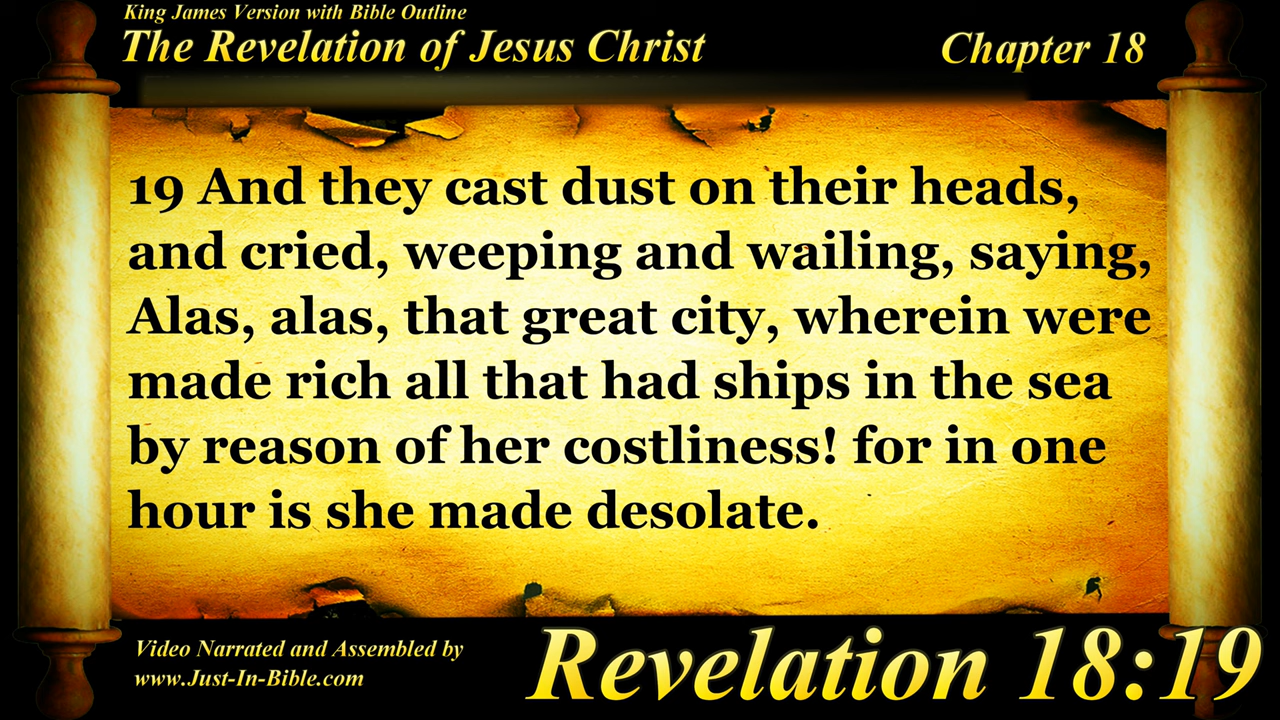 King James Version with Bible Outline
The Revelation of Jesus Christ
Chapter 18
19 And they cast dust on their heads,
and cried, weeping and wailing, saying,
Alas, alas, that great city, wherein were
made rich all that had ships in the sea
by reason of her costliness! for in one
hour is she made desolate.
Video Narrated and Assembled by
www.Just-In-Bible.com
Revelation 18:19